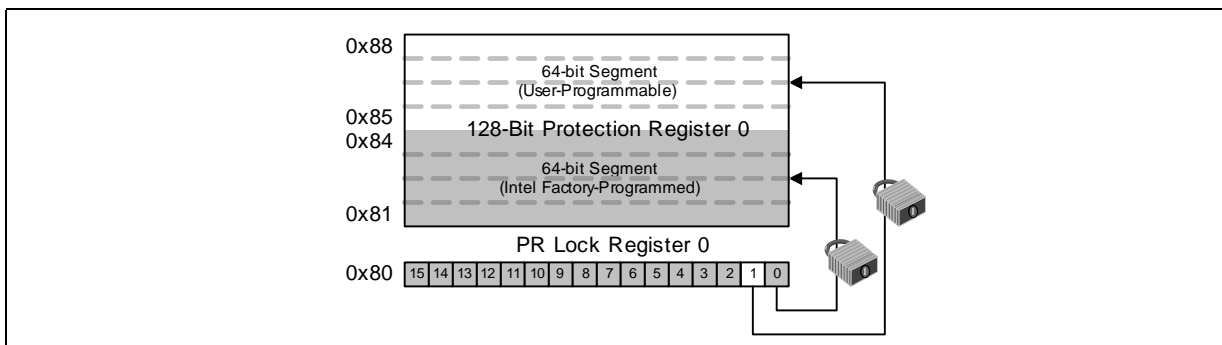 0x88
64-bit Segment
(User-Programmable)
0x85
128-Bit Protection Register 0
0x84
64-bit Segment
(Intel Factory-Programmed)
0x81
PR Lock Register 0
0x80 15 14 13 12 11 10 9 8 7 6 5 4 3 2 1 0